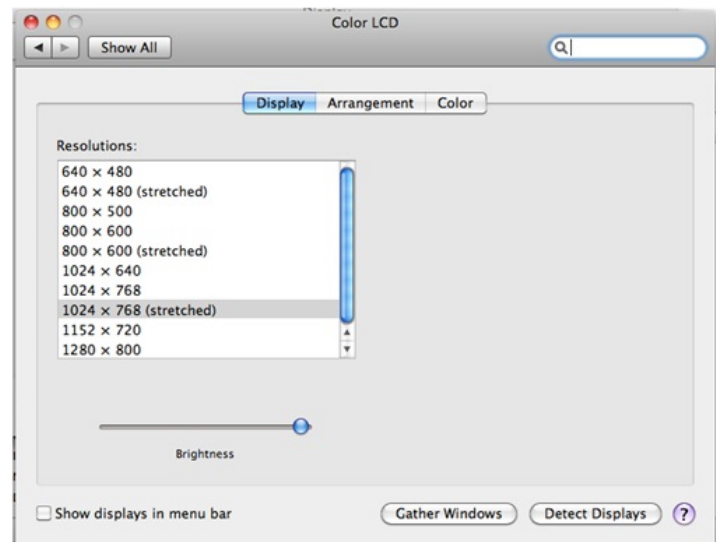 Color LCD
Show All
Display Arrangement Color
Resolutions:
640 × 480
640 × 480 (stretched)
800 × 500
800 × 600
800 × 600 (stretched)
1024 × 640
1024 × 768
1024 × 768 (stretched)
1152 × 720
1280 × 800
Brightness
Show displays in menu bar Gather Windows Detect Displays ?